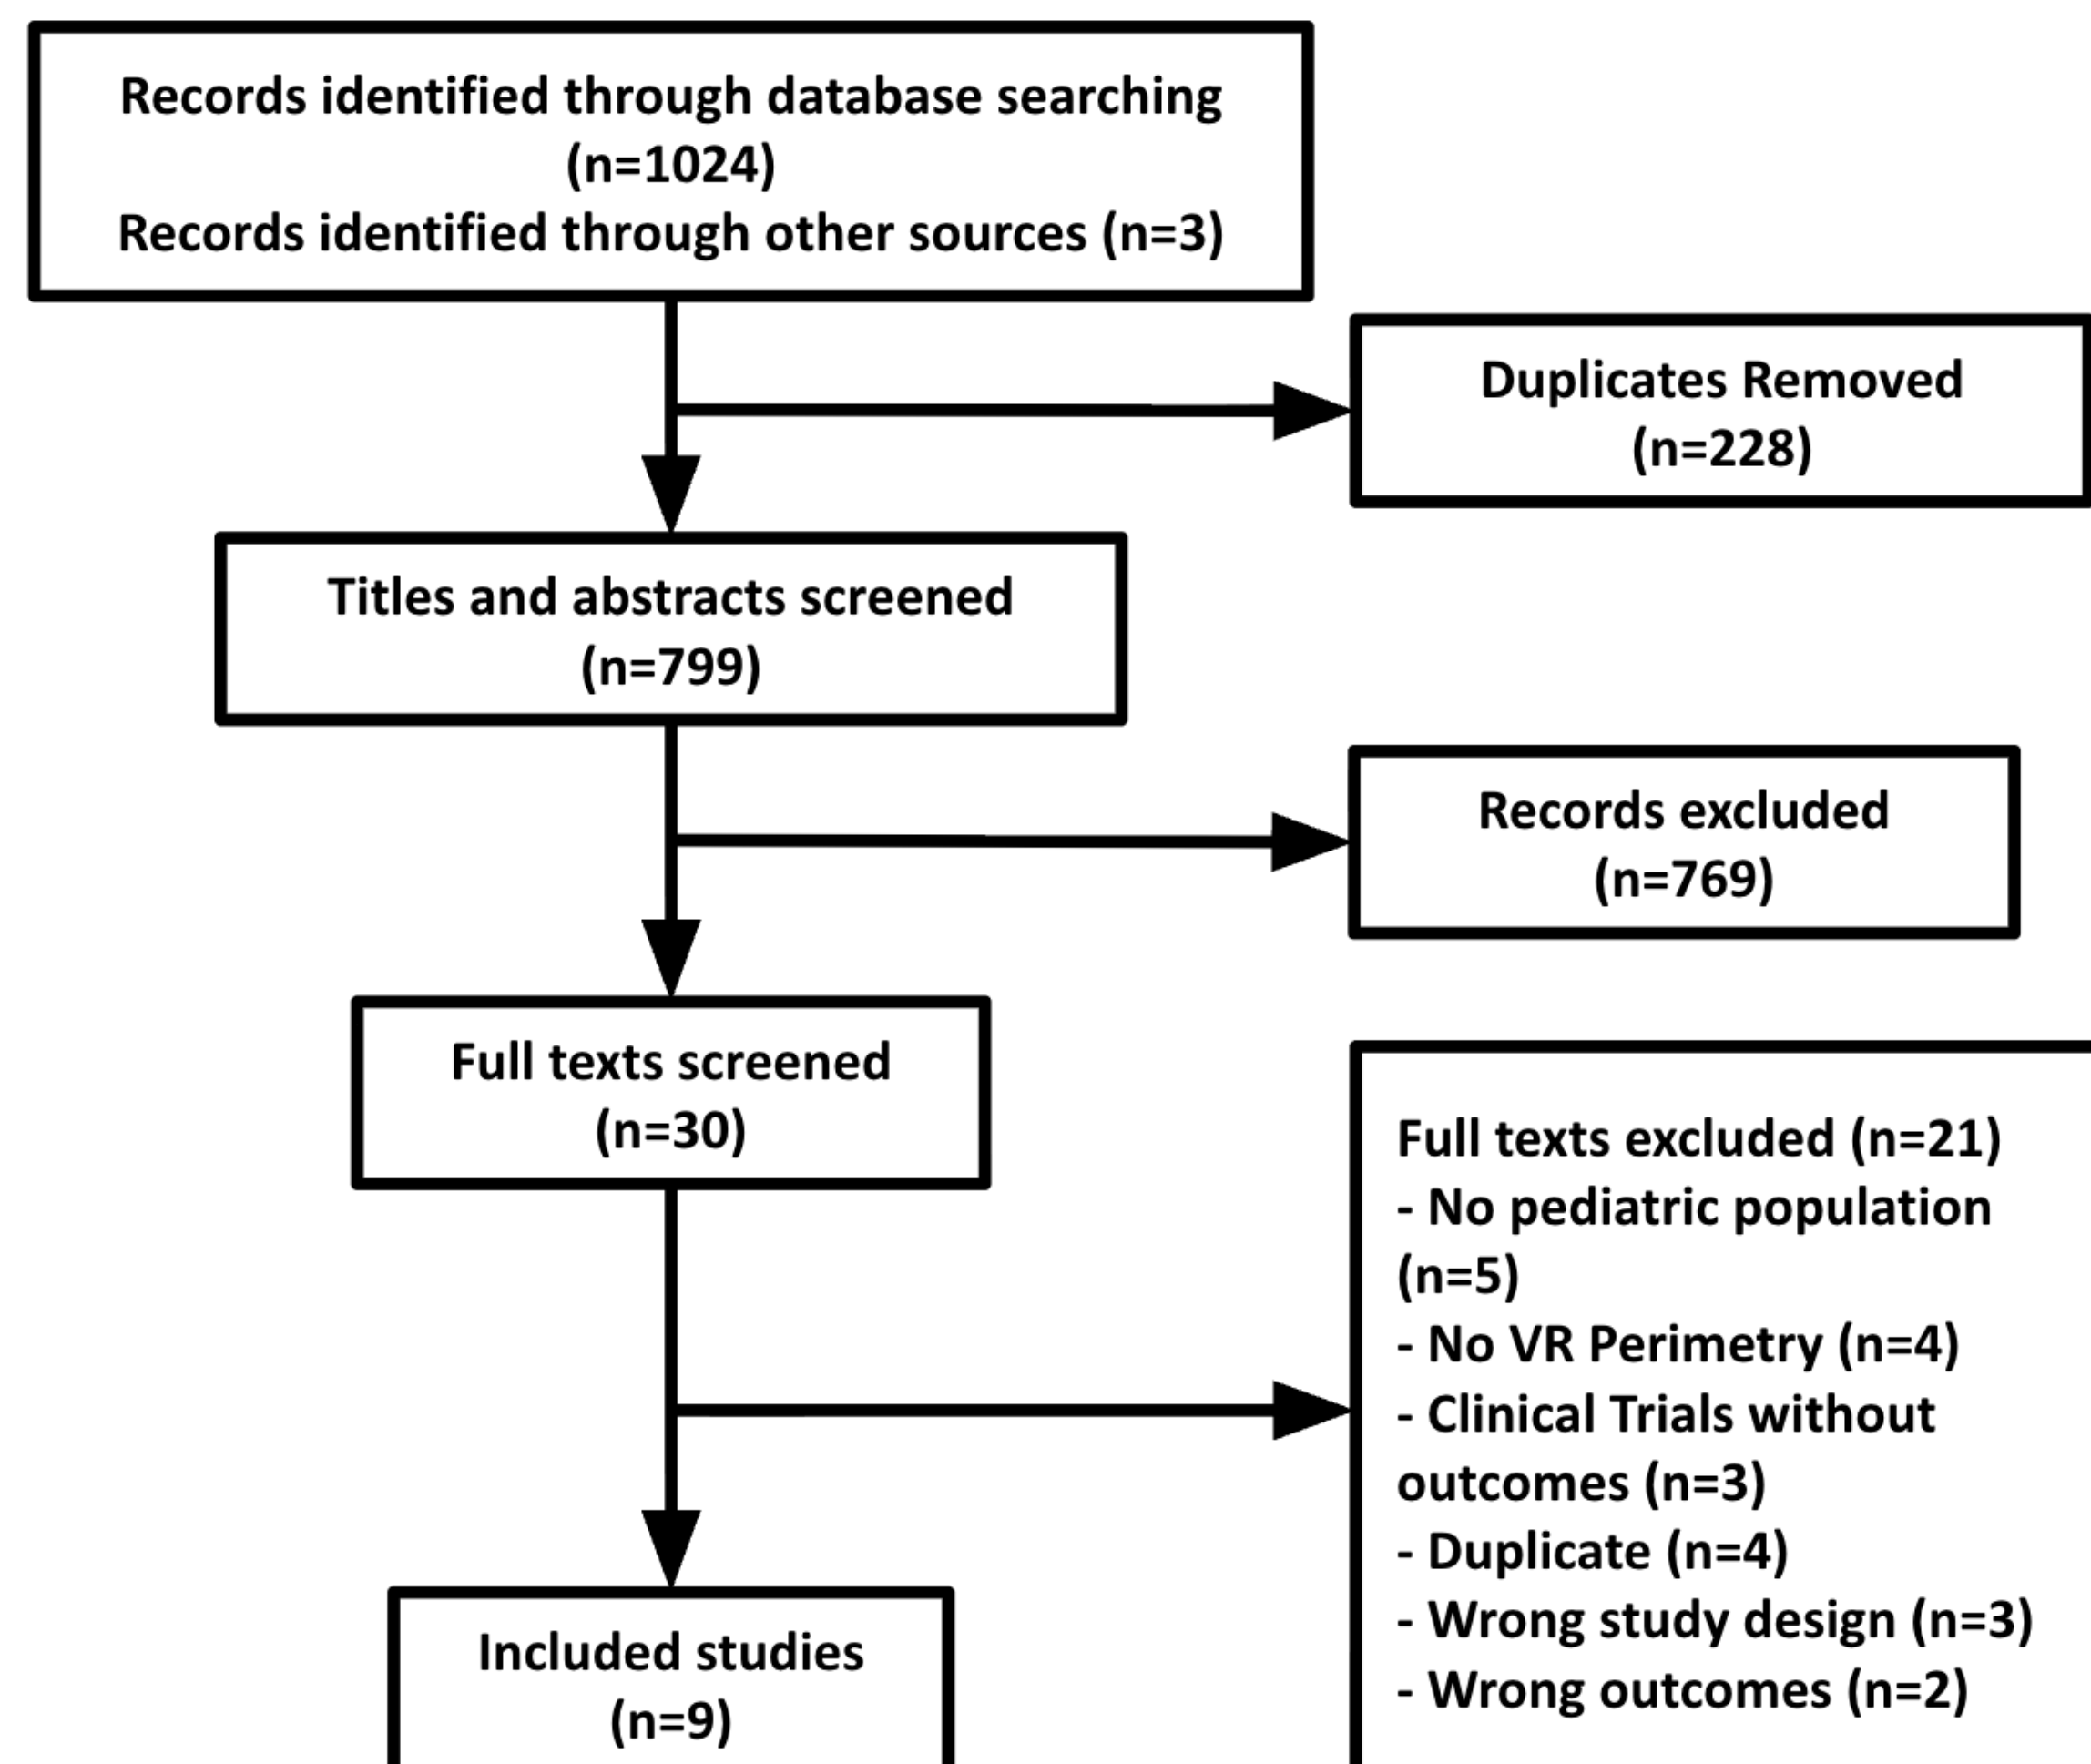 Records identified through database searching
(n=1024)
Records identified through other sources (n=3)
Duplicates Removed
(n=228)
Titles and abstracts screened
(n=799)
Records excluded
(n=769)
Full texts screened
(n=30)
Full texts excluded (n=21)
- No pediatric population
(n=5)
- No VR Perimetry (n=4)
- Clinical Trials without
outcomes (n=3)
- Duplicate (n=4)
- Wrong study design (n=3)
- Wrong outcomes (n=2)
Included studies
(n=9)